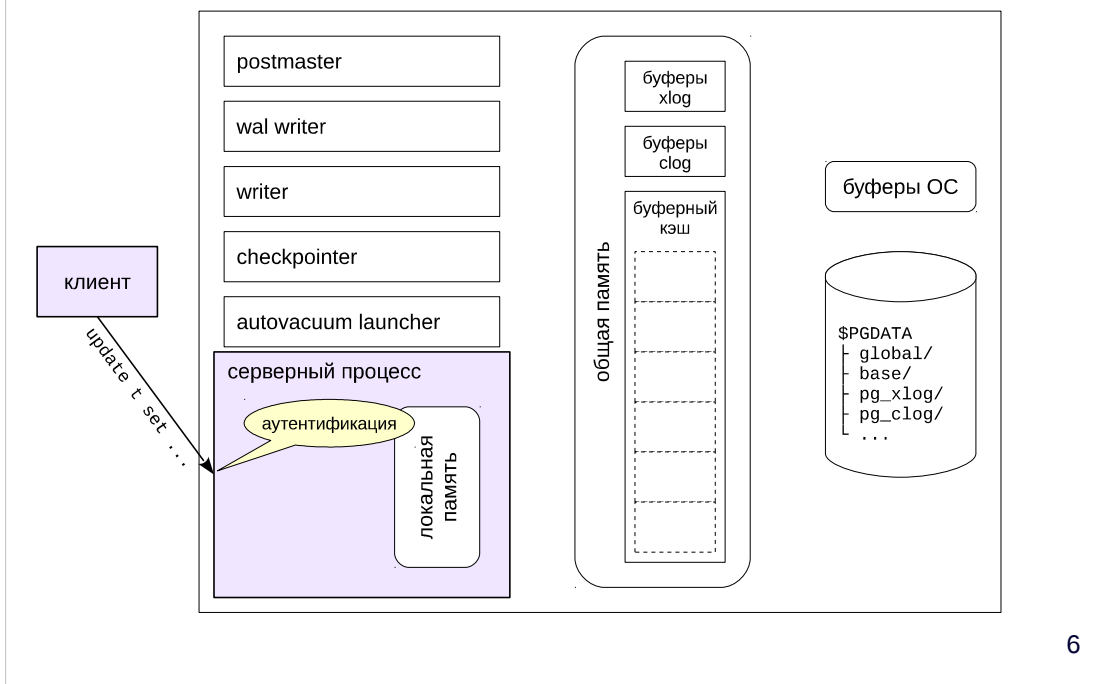 postmaster
wal writer
writer
checkpointer
autovacuum launcher
клиент
update t set ...
серверный процесс
аутентификация
локальная
память
общая память
буферы
xlog
буферы
clog
буферный
кэш
буферы ОС
$PGDATA
├ global/
├ base/
├ pg_xlog/
├ pg_clog/
└ ...
6